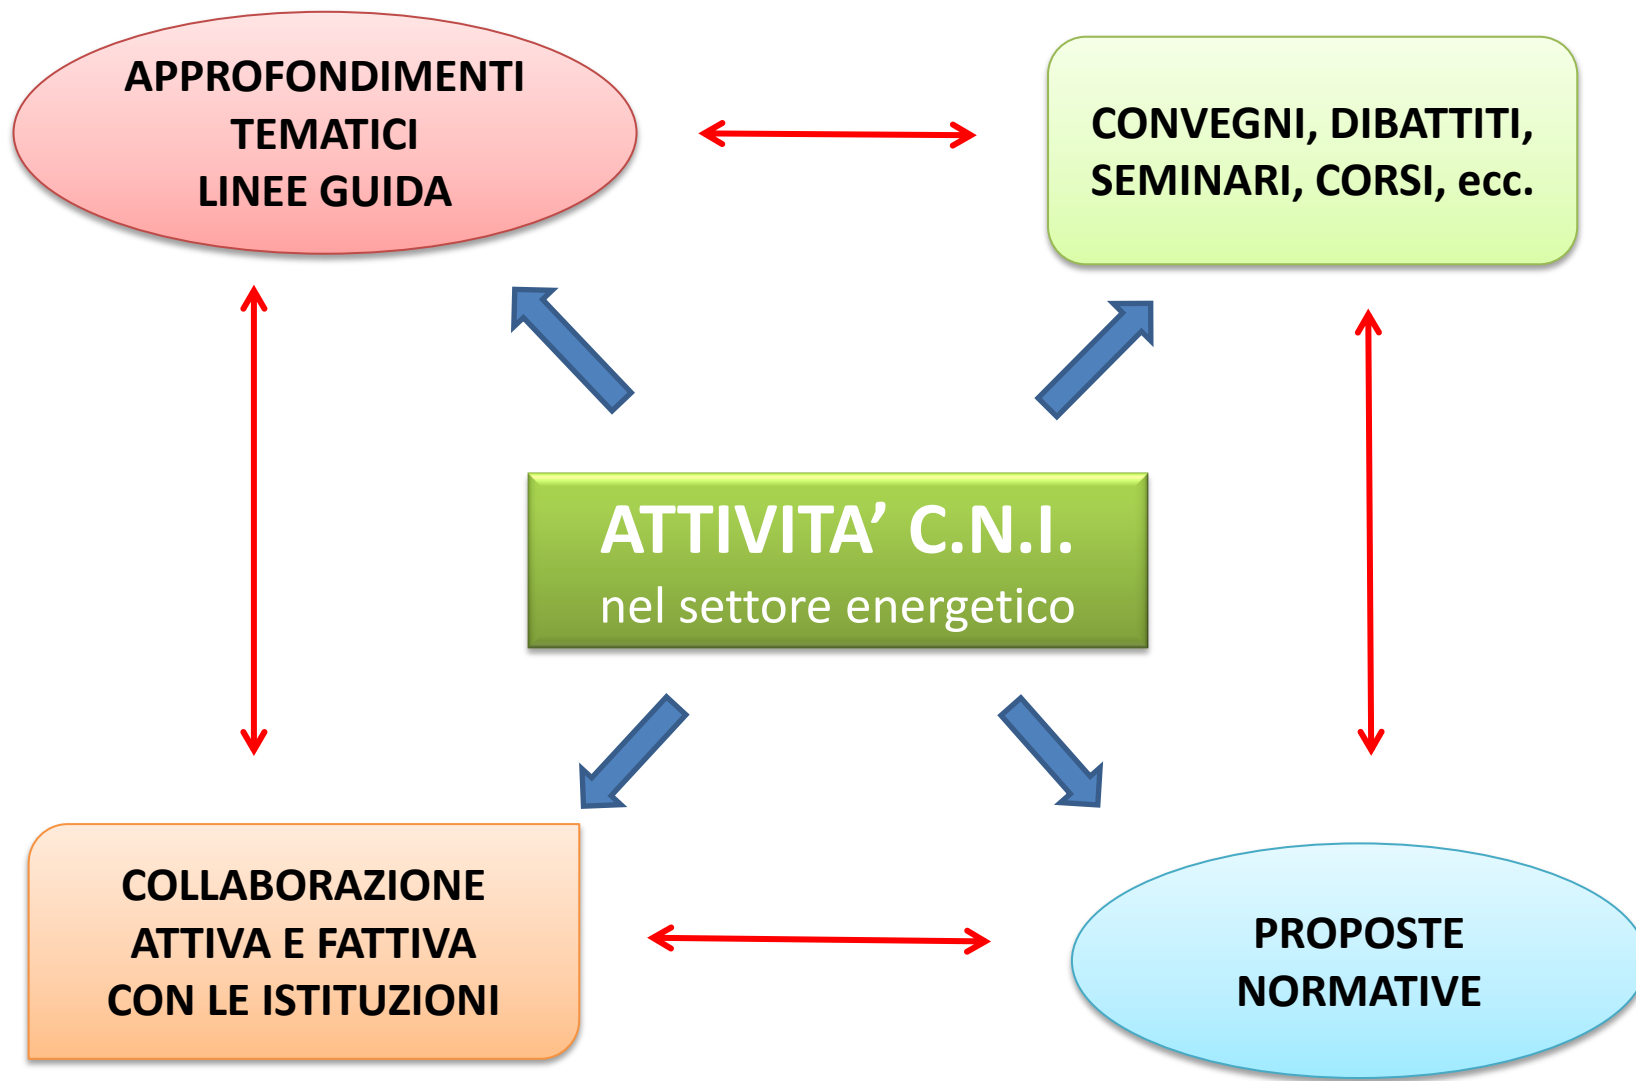 APPROFONDIMENTI
TEMATICI
LINEE GUIDA
CONVEGNI, DIBATTITI,
SEMINARI, CORSI, ecc.
ATTIVITA’ C.N.I.
nel settore energetico
COLLABORAZIONE
ATTIVA E FATTIVA
CON LE ISTITUZIONI
PROPOSTE
NORMATIVE